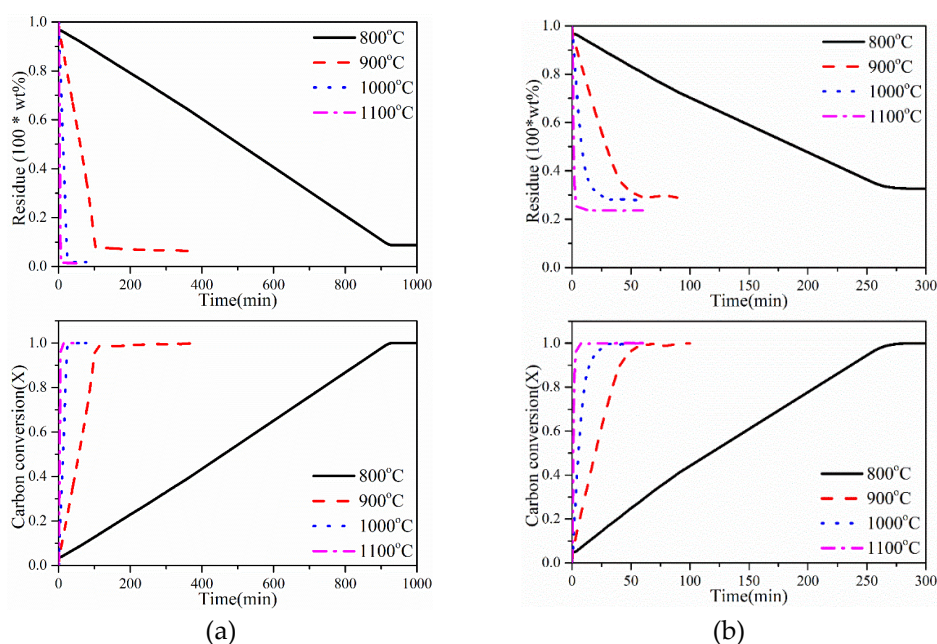 Residue (100 * wt%)
1.0
0.8
0.6
0.4
0.2
0.0
800°C
900°C
1000°C
1100°C
0 200 400 600 800 1000
Time(min)
Residue (100*wt%)
1.0
0.8
0.6
0.4
0.2
0.0
800°C
900°C
1000°C
1100°C
0 50 100 150 200 250 300
Time(min)
Carbon conversion(X)
1.0
0.8
0.6
0.4
0.2
0.0
800°C
900°C
1000°C
1100°C
0 200 400 600 800 1000
Time(min)
Carbon conversion(X)
1.0
0.8
0.6
0.4
0.2
0.0
800°C
900°C
1000°C
1100°C
0 50 100 150 200 250 300
Time(min)
(a)
(b)